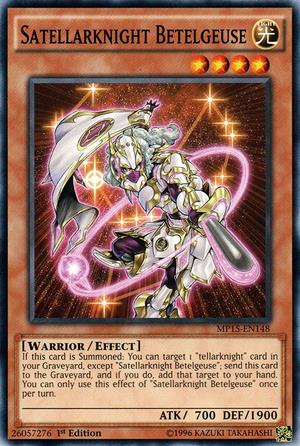 SATELLARKNIGHT BETELGEUSE
LIGHT
光
MP15-EN148
[WARRIOR / EFFECT]
If this card is Summoned: You can target 1 "tellarknight" card in
your Graveyard, except "Satellarknight Betelgeuse"; send this card
to the Graveyard, and if you do, add that target to your hand.
You can only use this effect of "Satellarknight Betelgeuse" once
per turn.
ATK/ 700 DEF/1900
26057276 1st Edition ©1996 KAZUKI TAKAHASHI